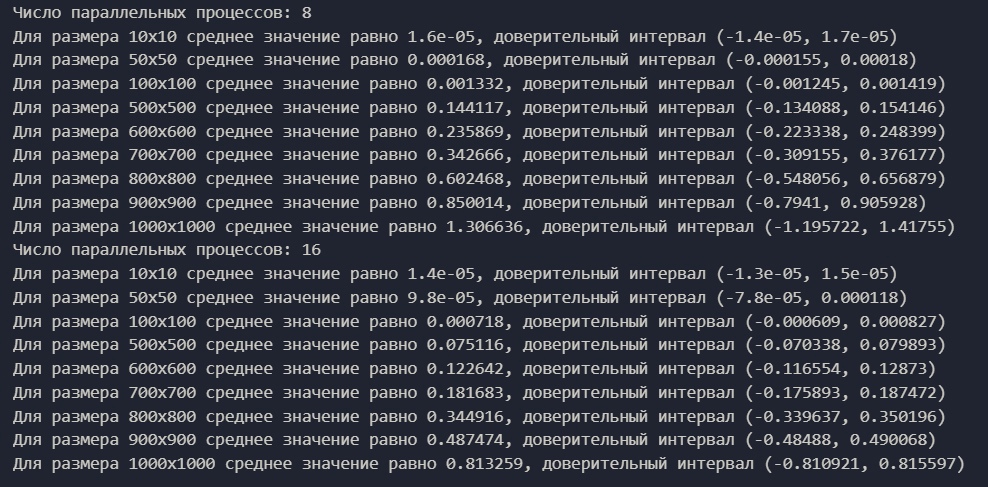 Число параллельных процессов: 8
Для размера 10x10 среднее значение равно 1.6e-05, доверительный интервал (-1.4e-05, 1.7e-05)
Для размера 50x50 среднее значение равно 0.000168, доверительный интервал (-0.000155, 0.00018)
Для размера 100x100 среднее значение равно 0.001332, доверительный интервал (-0.001245, 0.001419)
Для размера 500x500 среднее значение равно 0.144117, доверительный интервал (-0.134088, 0.154146)
Для размера 600x600 среднее значение равно 0.235869, доверительный интервал (-0.223338, 0.248399)
Для размера 700x700 среднее значение равно 0.342666, доверительный интервал (-0.309155, 0.376177)
Для размера 800x800 среднее значение равно 0.602468, доверительный интервал (-0.548056, 0.656879)
Для размера 900x900 среднее значение равно 0.850014, доверительный интервал (-0.7941, 0.905928)
Для размера 1000x1000 среднее значение равно 1.306636, доверительный интервал (-1.195722, 1.41755)
Число параллельных процессов: 16
Для размера 10x10 среднее значение равно 1.4e-05, доверительный интервал (-1.3e-05, 1.5e-05)
Для размера 50x50 среднее значение равно 9.8e-05, доверительный интервал (-7.8e-05, 0.000118)
Для размера 100x100 среднее значение равно 0.000718, доверительный интервал (-0.000609, 0.000827)
Для размера 500x500 среднее значение равно 0.075116, доверительный интервал (-0.070338, 0.079893)
Для размера 600x600 среднее значение равно 0.122642, доверительный интервал (-0.116554, 0.12873)
Для размера 700x700 среднее значение равно 0.181683, доверительный интервал (-0.175893, 0.187472)
Для размера 800x800 среднее значение равно 0.344916, доверительный интервал (-0.339637, 0.350196)
Для размера 900x900 среднее значение равно 0.487474, доверительный интервал (-0.48488, 0.490068)
Для размера 1000x1000 среднее значение равно 0.813259, доверительный интервал (-0.810921, 0.815597)